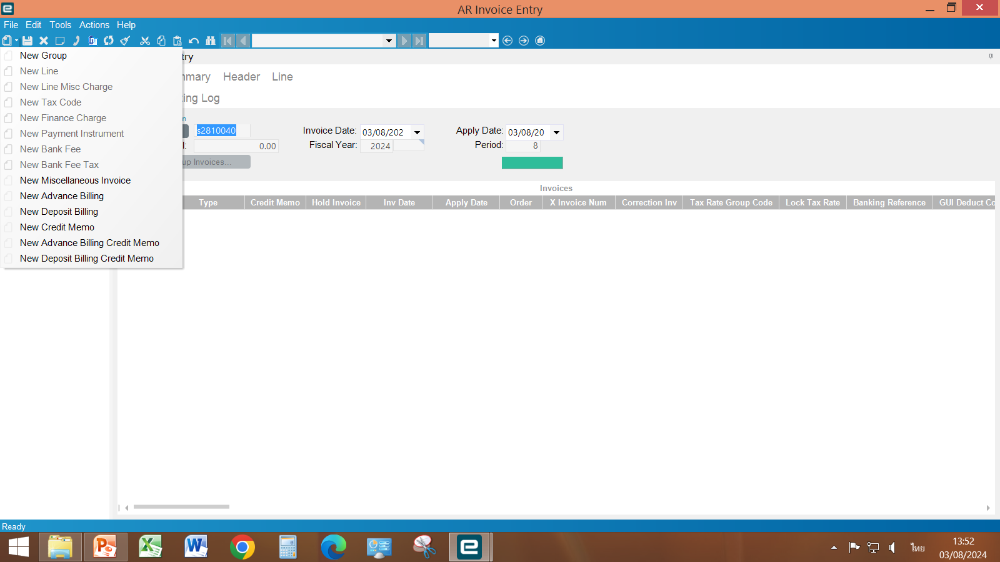 AR Invoice Entry
File Edit Tools Actions Help
New Group
New Line
New Line Misc Charge
New Tax Code
New Finance Charge
New Payment Instrument
New Bank Fee
New Bank Fee Tax
New Miscellaneous Invoice
New Advance Billing
New Deposit Billing
New Credit Memo
New Advance Billing Credit Memo
New Deposit Billing Credit Memo
try
mmary Header Line
ting Log
n
s2810040 Invoice Date: 03/08/202 Apply Date: 03/08/20
l: 0.00 Fiscal Year: 2024 Period: 8
up Invoices...
Invoices
Type Credit Memo Hold Invoice Inv Date Apply Date Order X Invoice Num Correction Inv Tax Rate Group Code Lock Tax Rate Banking Reference GUI Deduct Co
Ready
ไทย
13:52
03/08/2024